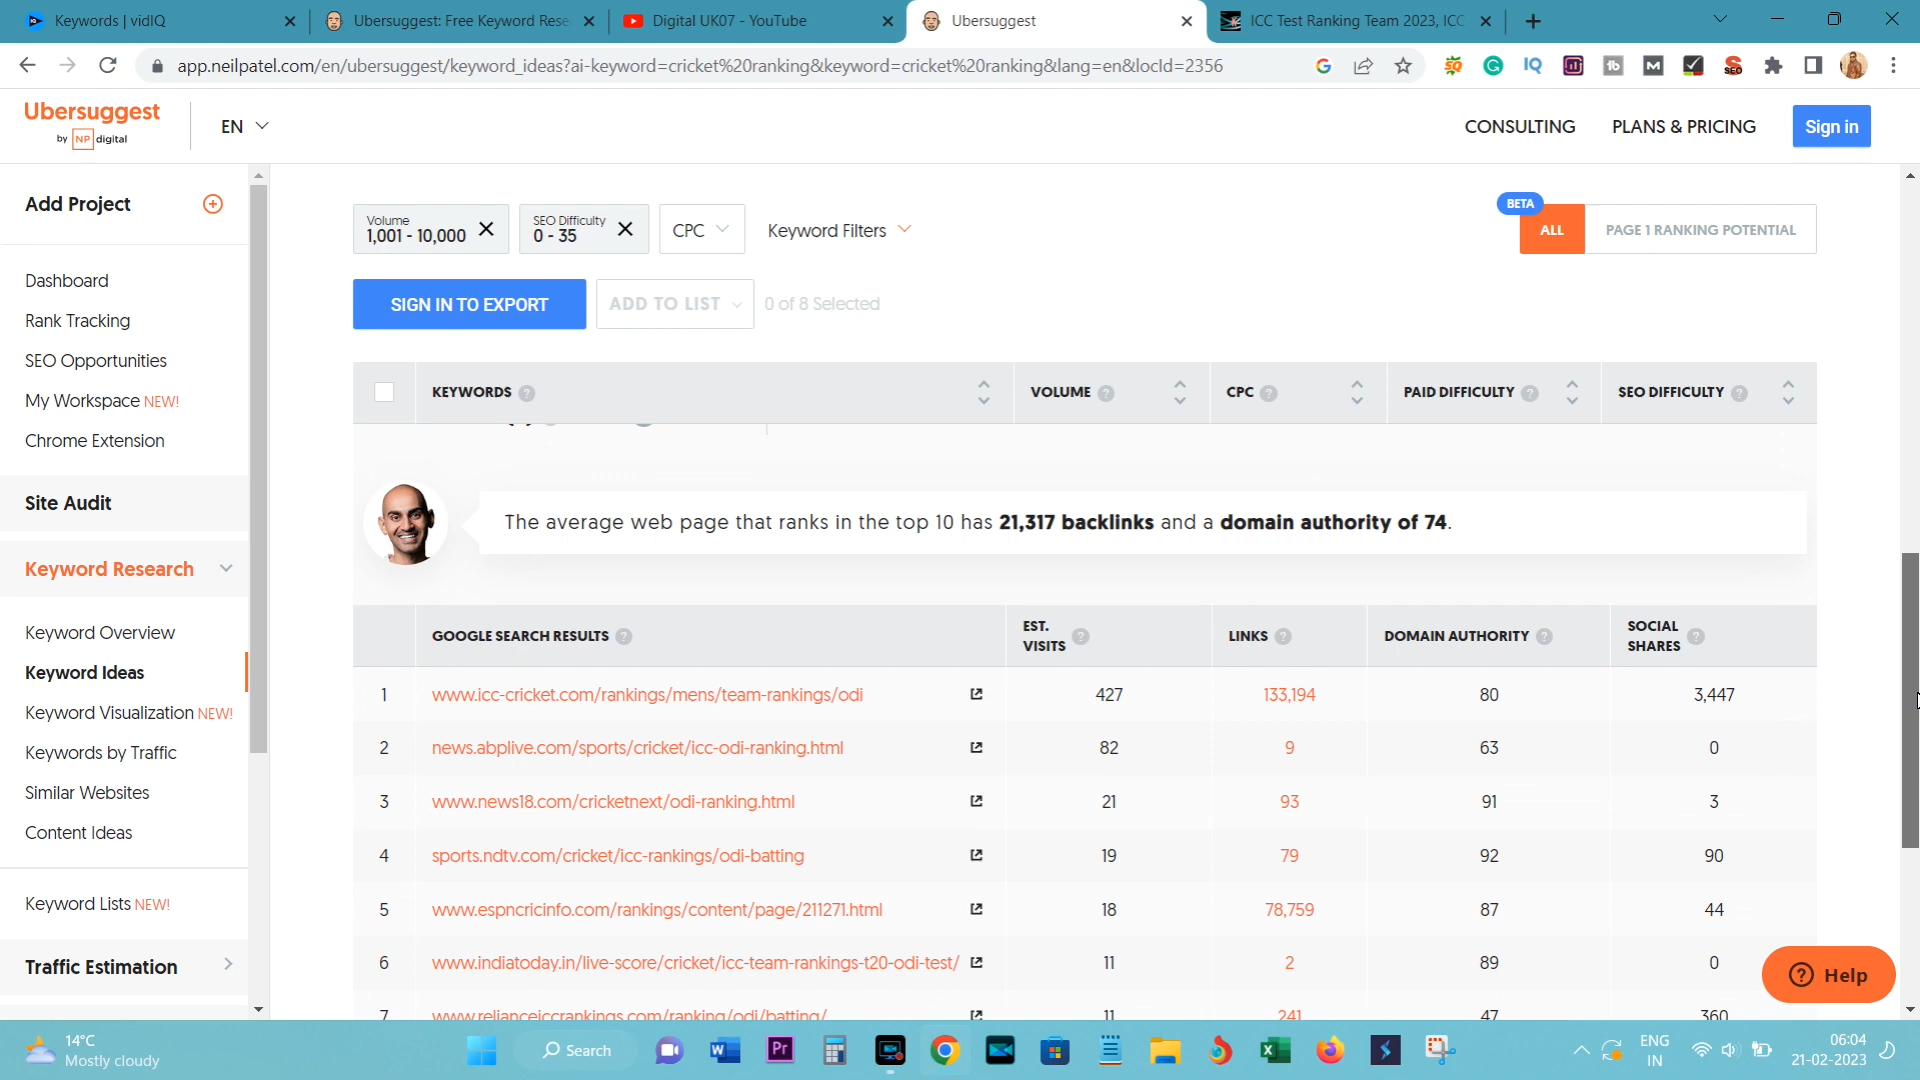 Keywords | vidIQ
Ubersuggest: Free Keyword Rese
Digital UK07 - YouTube
Ubersuggest
ICC Test Ranking Team 2023, ICC
app.neilpatel.com/en/ubersuggest/keyword_ideas?ai-keyword=cricket%20ranking&keyword=cricket%20ranking&lang=en&locId=2356
Ubersuggest
by NP digital
EN
CONSULTING
PLANS & PRICING
Sign in
Add Project
Dashboard
Rank Tracking
SEO Opportunities
My Workspace NEW!
Chrome Extension
Site Audit
Keyword Research
Keyword Overview
Keyword Ideas
Keyword Visualization NEW!
Keywords by Traffic
Similar Websites
Content Ideas
Keyword Lists NEW!
Traffic Estimation
Volume
1,001 - 10,000
SEO Difficulty
0 - 35
CPC
Keyword Filters
BETA
ALL
PAGE 1 RANKING POTENTIAL
SIGN IN TO EXPORT
ADD TO LIST
0 of 8 Selected
KEYWORDS ? VOLUME ? CPC ? PAID DIFFICULTY ? SEO DIFFICULTY ?
The average web page that ranks in the top 10 has 21,317 backlinks and a domain authority of 74.
GOOGLE SEARCH RESULTS ? EST. VISITS ? LINKS ? DOMAIN AUTHORITY ? SOCIAL SHARES ?
1 www.icc-cricket.com/rankings/mens/team-rankings/odi 427 133,194 80 3,447
2 news.abplive.com/sports/cricket/icc-odi-ranking.html 82 9 63 0
3 www.news18.com/cricketnext/odi-ranking.html 21 93 91 3
4 sports.ndtv.com/cricket/icc-rankings/odi-batting 19 79 92 90
5 www.espncricinfo.com/rankings/content/page/211271.html 18 78,759 87 44
6 www.indiatoday.in/live-score/cricket/icc-team-rankings-t20-odi-test/ 11 2 89 0
7 www.relianceiccrankings.com/ranking/odi/batting/ 11 241 47 360
Help
14°C
Mostly cloudy
Search
ENG
IN
06:04
21-02-2023